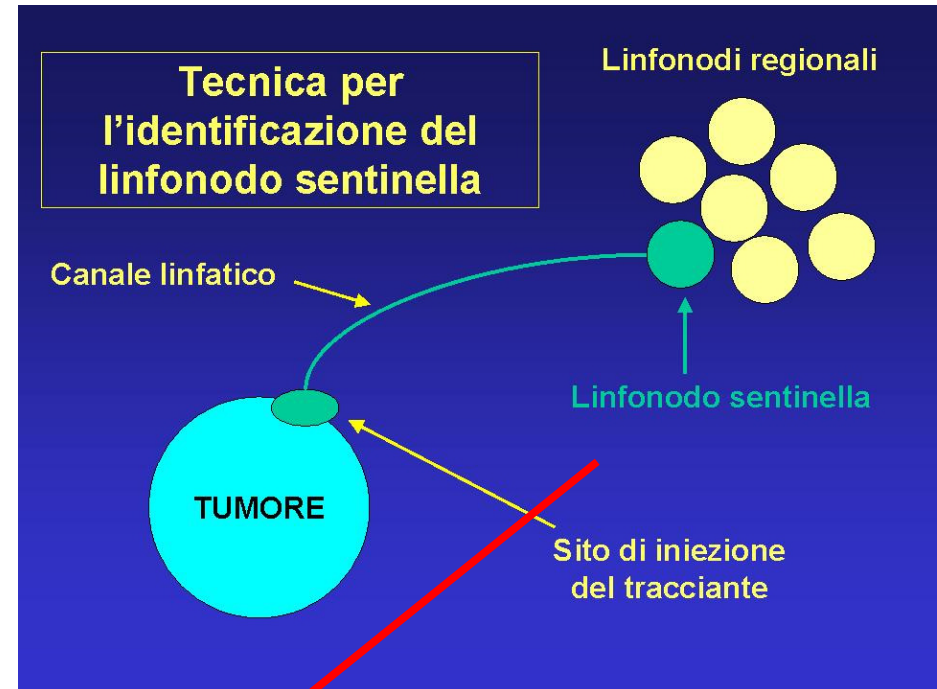 Tecnica per
l'identificazione del
linfonodo sentinella
Linfonodi regionali
Canale linfatico
Linfonodo sentinella
TUMORE
Sito di iniezione
del tracciante